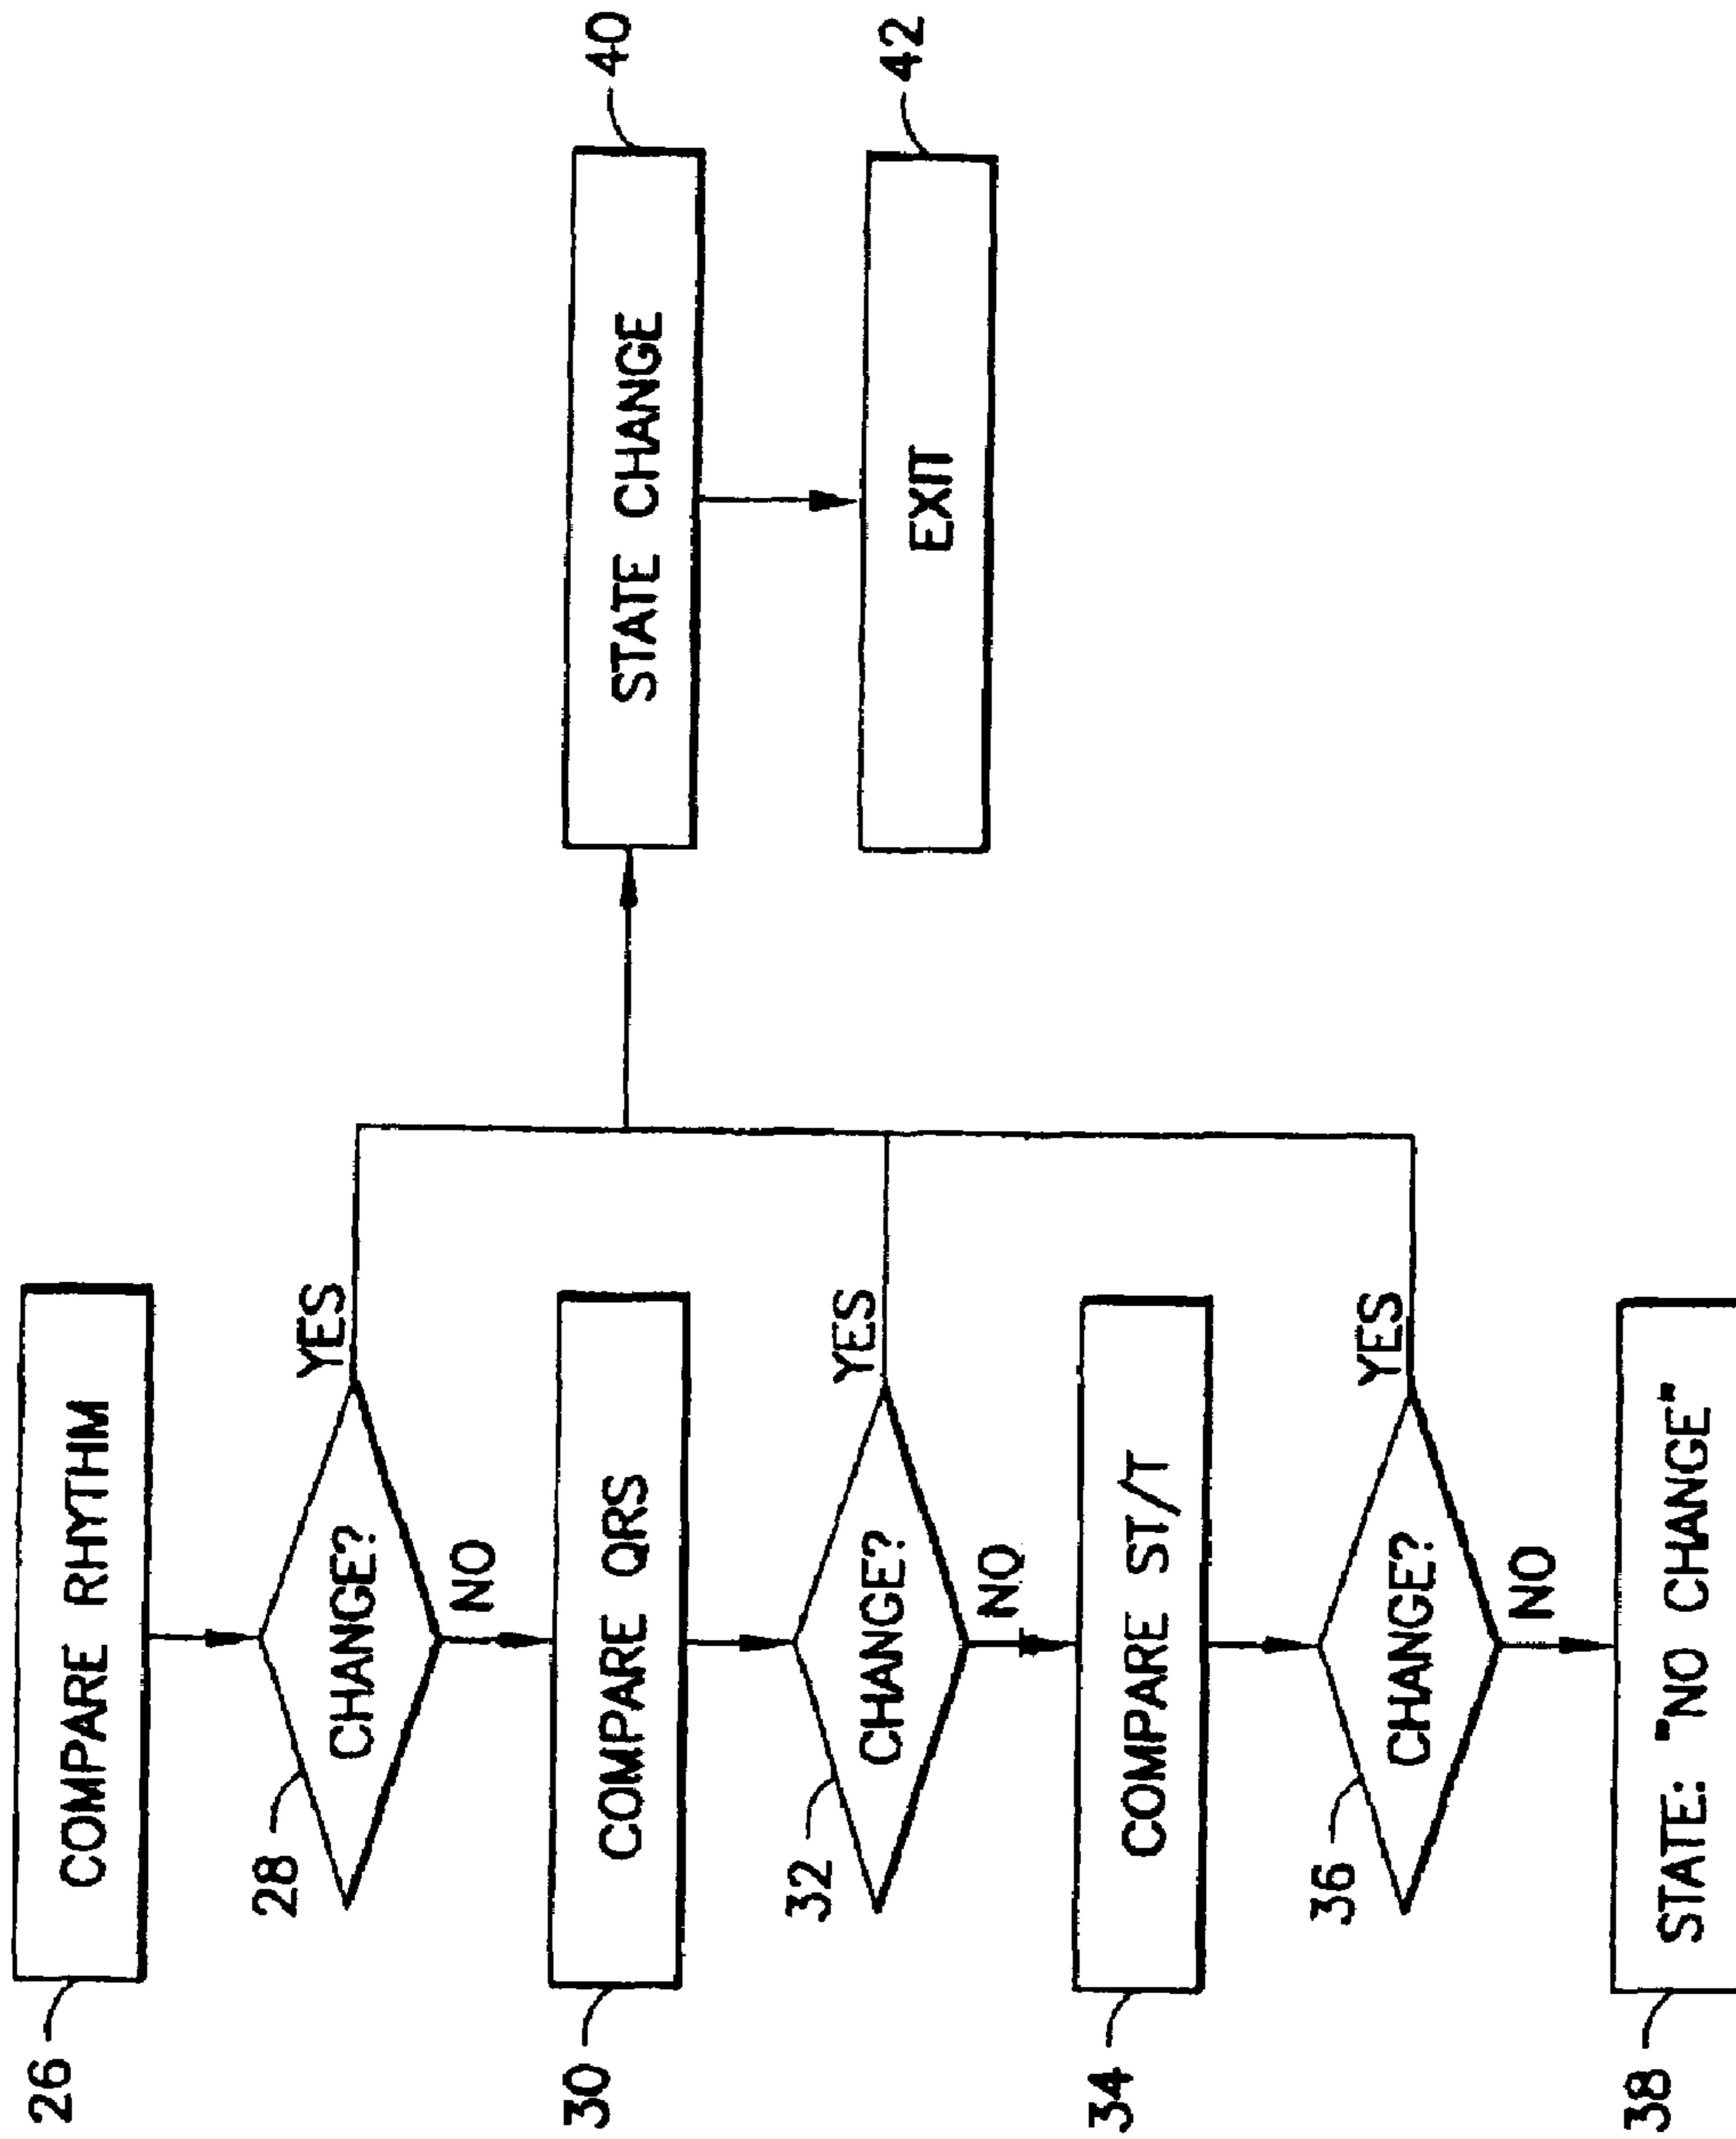 26
COMPARE RHYTHM
28
CHANGE?
YES
NO
30
COMPARE QRS
32
CHANGE?
YES
NO
34
COMPARE ST/T
36
CHANGE?
YES
NO
38
STATE: "NO CHANGE"
STATE CHANGE
40
EXIT
42